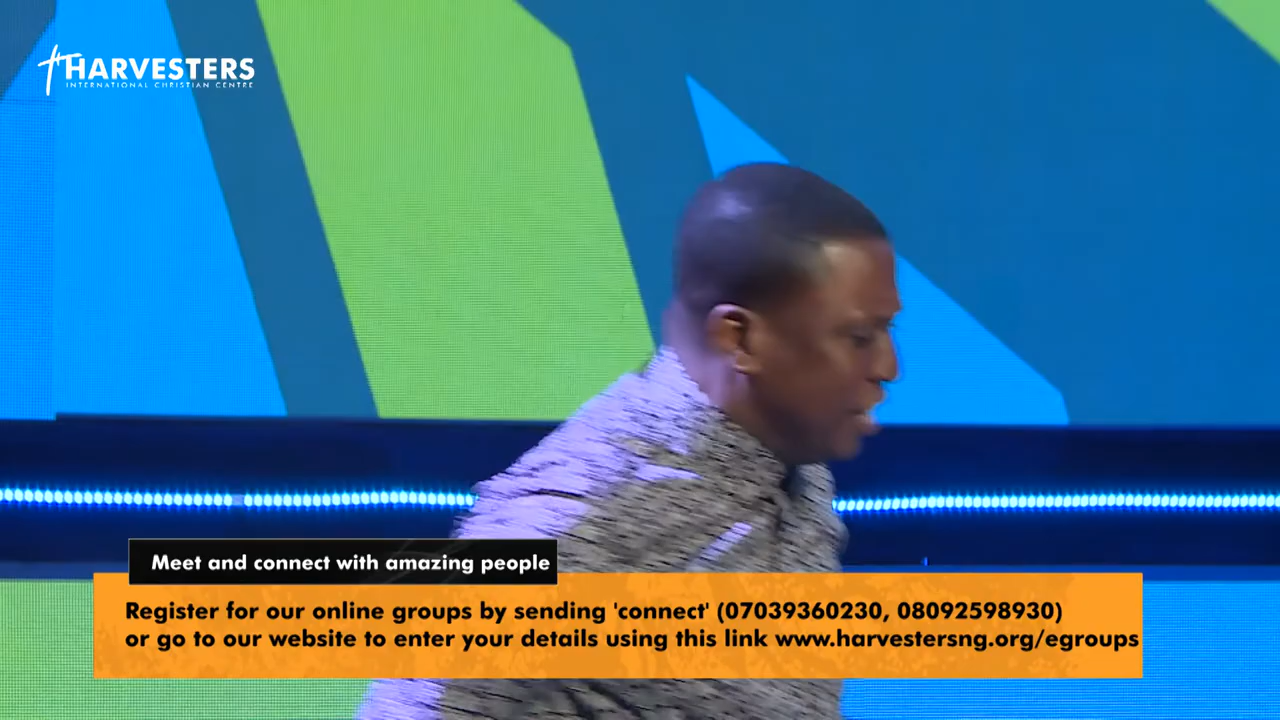 HARVESTERS
INTERNATIONAL CHRISTIAN CENTRE
Meet and connect with amazing people
Register for our online groups by sending 'connect' (07039360230, 08092598930)
or go to our website to enter your details using this link www.harvestersng.org/egroups